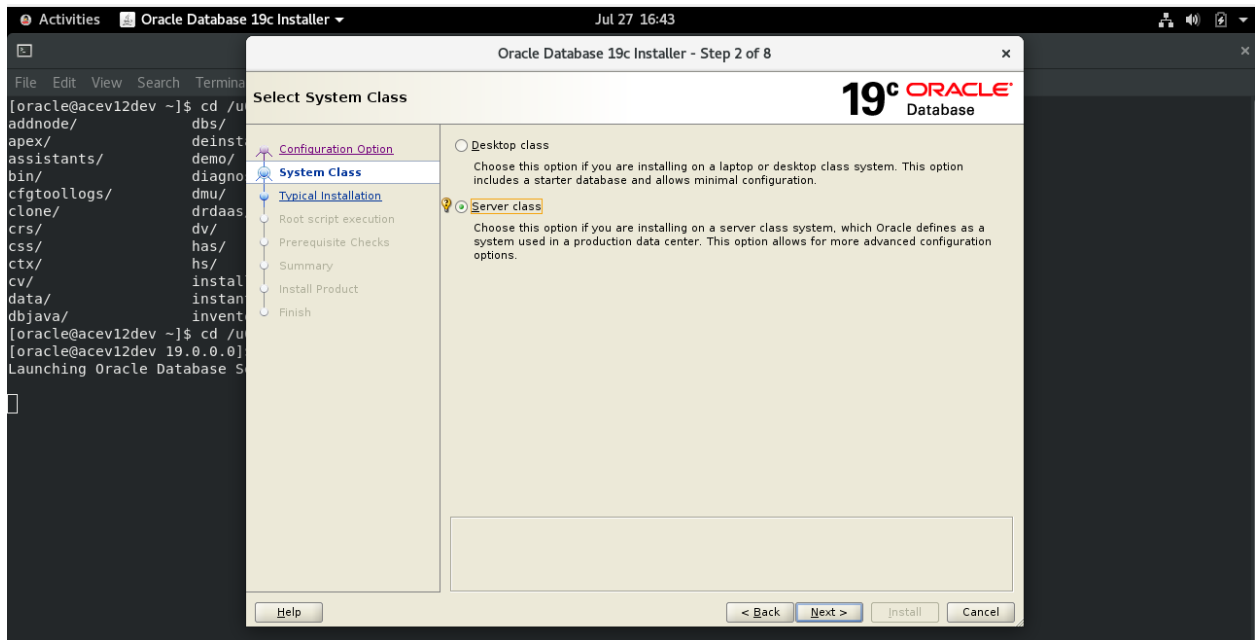 Activities Oracle Database 19c Installer Jul 27 16:43
Oracle Database 19c Installer - Step 2 of 8
File Edit View Search Termina
[oracle@acev12dev ~]$ cd /u
addnode/ dbs/
apex/ deinst
assistants/ demo/
bin/ diagno
cfgtoollogs/ dmu/
clone/ drdaas
crs/ dv/
css/ has/
ctx/ hs/
cv/ instal
data/ instan
dbjava/ invent
[oracle@acev12dev ~]$ cd /u
[oracle@acev12dev 19.0.0.0]
Launching Oracle Database S
Select System Class
19c ORACLE
Database
Configuration Option
System Class
Typical Installation
Root script execution
Prerequisite Checks
Summary
Install Product
Finish
Desktop class
Choose this option if you are installing on a laptop or desktop class system. This option
includes a starter database and allows minimal configuration.
Server class
Choose this option if you are installing on a server class system, which Oracle defines as a
system used in a production data center. This option allows for more advanced configuration
options.
Help < Back Next > Install Cancel